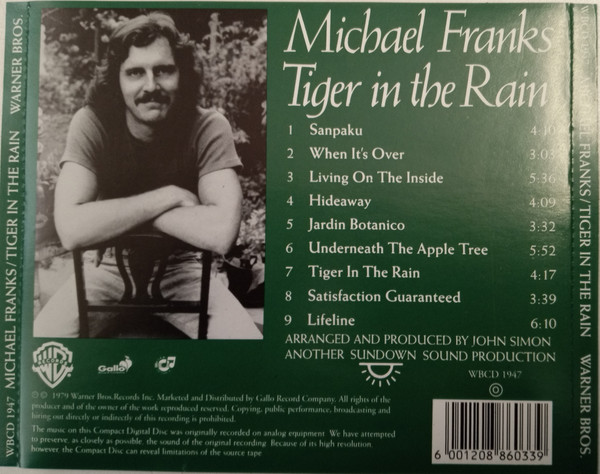 Michael Franks
Tiger in the Rain
1 Sanpaku 4:10
2 When It's Over 3:03
3 Living On The Inside 5:36
4 Hideaway 4:09
5 Jardin Botanico 3:32
6 Underneath The Apple Tree 5:52
7 Tiger In The Rain 4:17
8 Satisfaction Guaranteed 3:39
9 Lifeline 6:10
ARRANGED AND PRODUCED BY JOHN SIMON
ANOTHER SUNDOWN SOUND PRODUCTION
WBCD 1947
RECORDS
Gallo
℗ © 1979 Warner Bros.Records Inc. Marketed and Distributed by Gallo Record Company. All rights of the
producer and of the owner of the work reproduced reserved. Copying, public performance, broadcasting and
hiring out directly or indirectly of this recording is prohibited.
The music on this Compact Digital Disc was originally recorded on analog equipment. We have attempted
to preserve, as closely as possible, the sound of the original recording. Because of its high resolution,
however, the Compact Disc can reveal limitations of the source tape
6 001208 860339
WBCD 1947 MICHAEL FRANKS/TIGER IN THE RAIN WARNER BROS.
WBCD 1947 MICHAEL FRANKS/TIGER IN THE RAIN WARNER BROS.